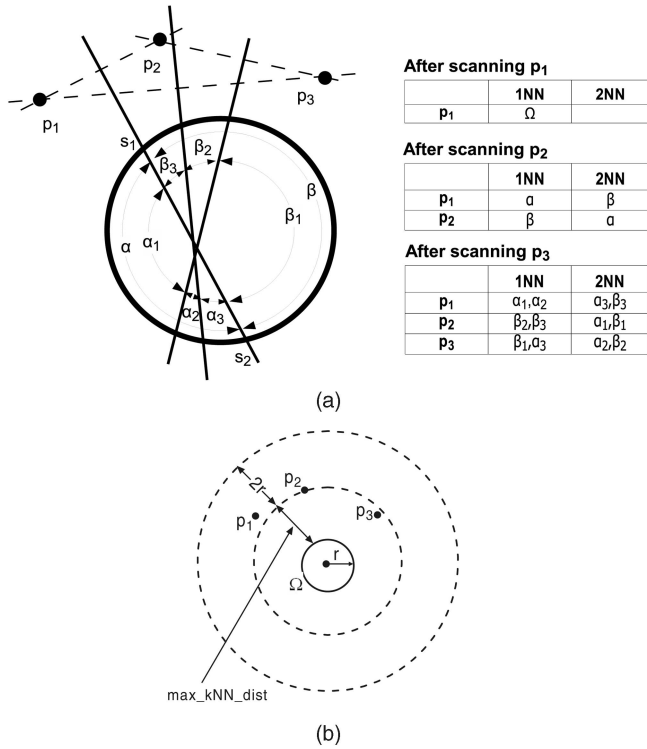 p₁
p₂
p₃
s₁
β₃
β₂
β
β₁
α
α₁
α₂
α₃
s₂
After scanning p₁
1NN 2NN
p₁ Ω
After scanning p₂
1NN 2NN
p₁ α β
p₂ β α
After scanning p₃
1NN 2NN
p₁ α₁,α₂ α₃,β₃
p₂ β₂,β₃ α₁,β₁
p₃ β₁,α₃ α₂,β₂
(a)
2r
p₂
p₁
p₃
r
Ω
max_kNN_dist
(b)